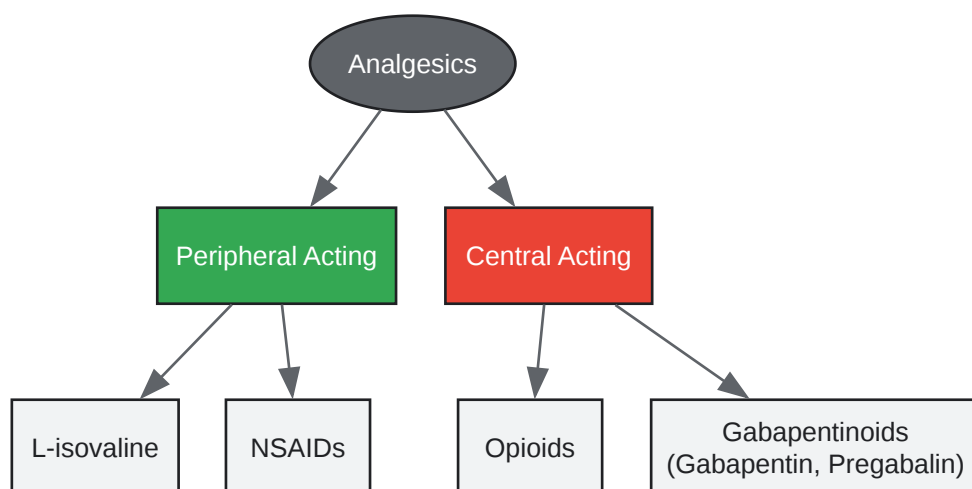 Analgesics
Peripheral Acting
Central Acting
L-isovaline
NSAIDs
Opioids
Gabapentinoids
(Gabapentin, Pregabalin)